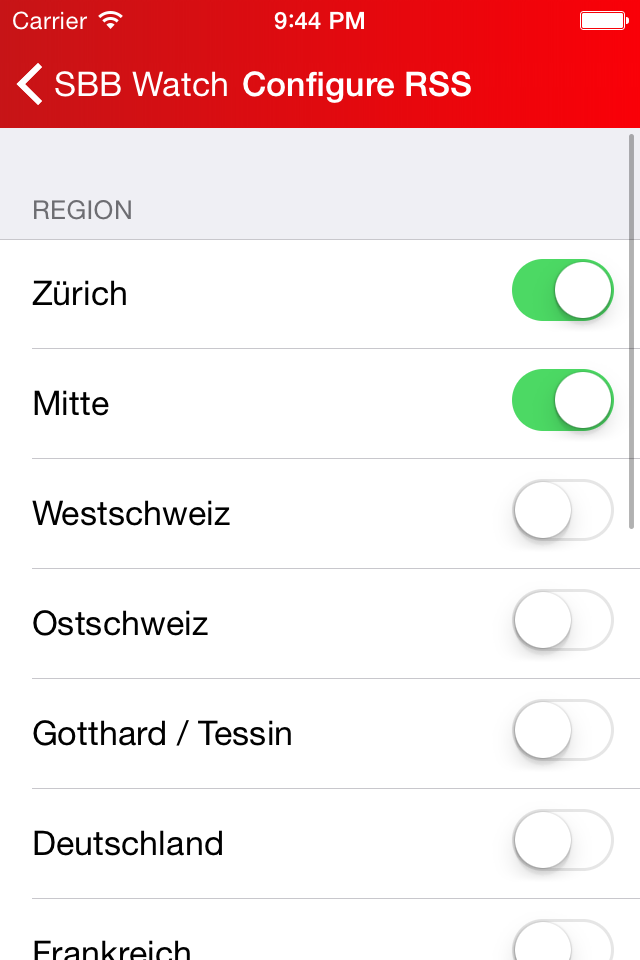 Carrier 9:44 PM
SBB Watch Configure RSS
REGION
Zürich
Mitte
Westschweiz
Ostschweiz
Gotthard / Tessin
Deutschland
Frankreich